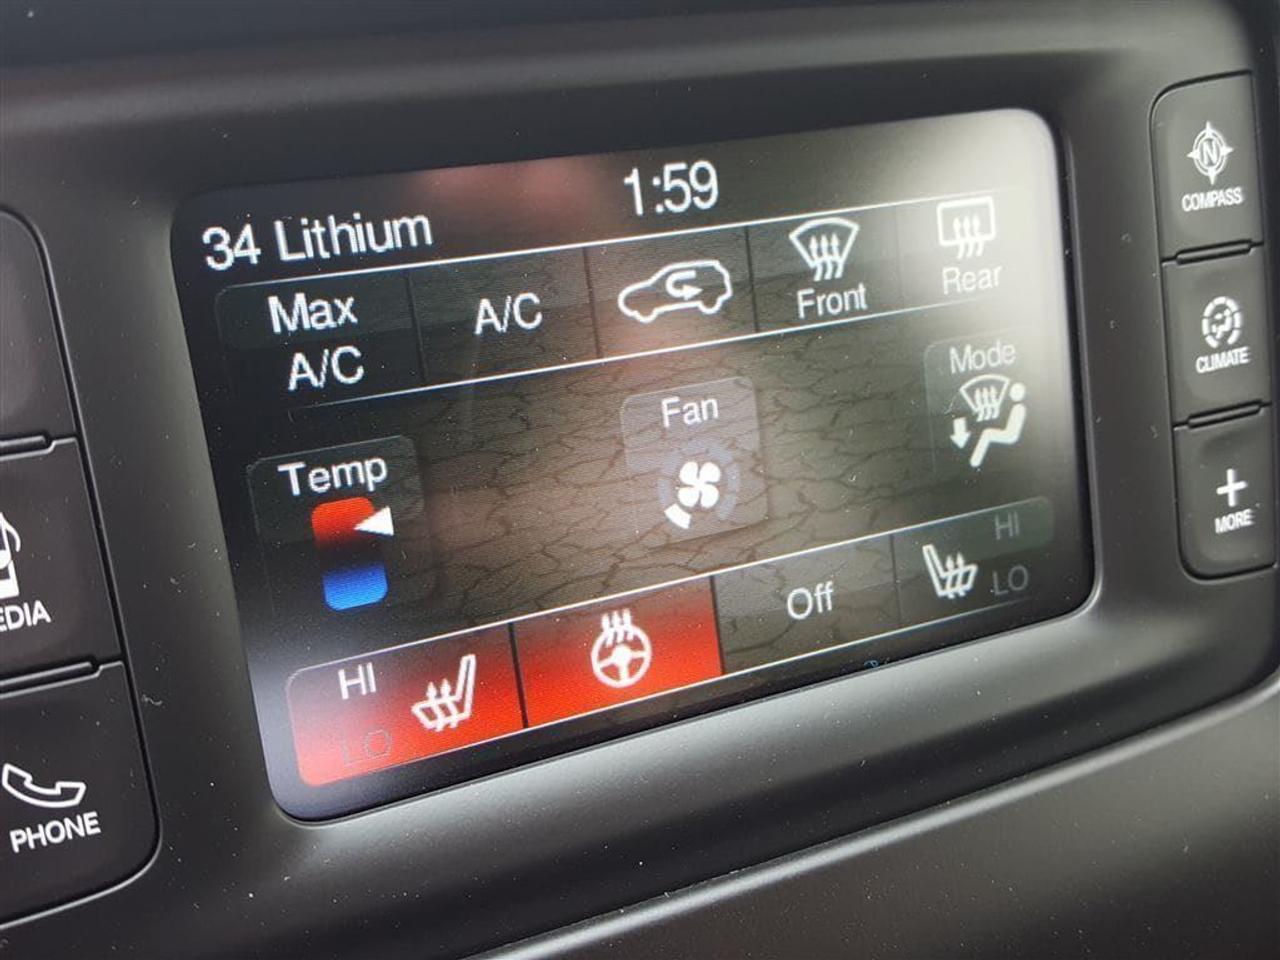 1:59
34 Lithium
Max
A/C
A/C
Front
Rear
Temp
Fan
Mode
HI
LO
Off
HI
LO
N
COMPASS
CLIMATE
MORE
EDIA
PHONE